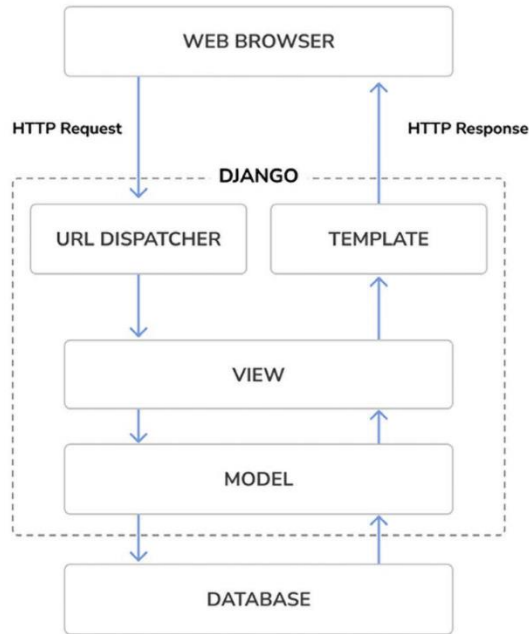 WEB BROWSER
HTTP Request
HTTP Response
DJANGO
URL DISPATCHER
TEMPLATE
VIEW
MODEL
DATABASE